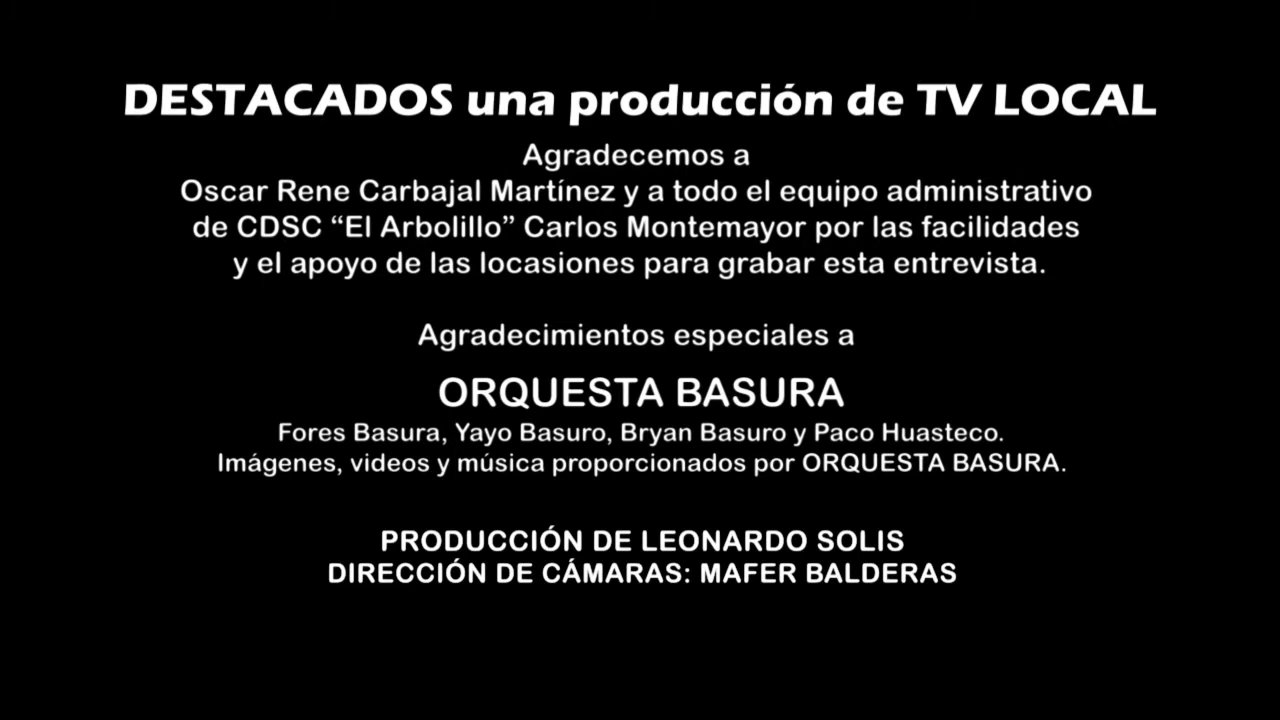 DESTACADOS una producción de TV LOCAL
Agradecemos a
Oscar Rene Carbajal Martínez y a todo el equipo administrativo
de CDSC “El Arbolillo” Carlos Montemayor por las facilidades
y el apoyo de las locasiones para grabar esta entrevista.
Agradecimientos especiales a
ORQUESTA BASURA
Fores Basura, Yayo Basuro, Bryan Basuro y Paco Huasteco.
Imágenes, videos y música proporcionados por ORQUESTA BASURA.
PRODUCCIÓN DE LEONARDO SOLIS
DIRECCIÓN DE CÁMARAS: MAFER BALDERAS